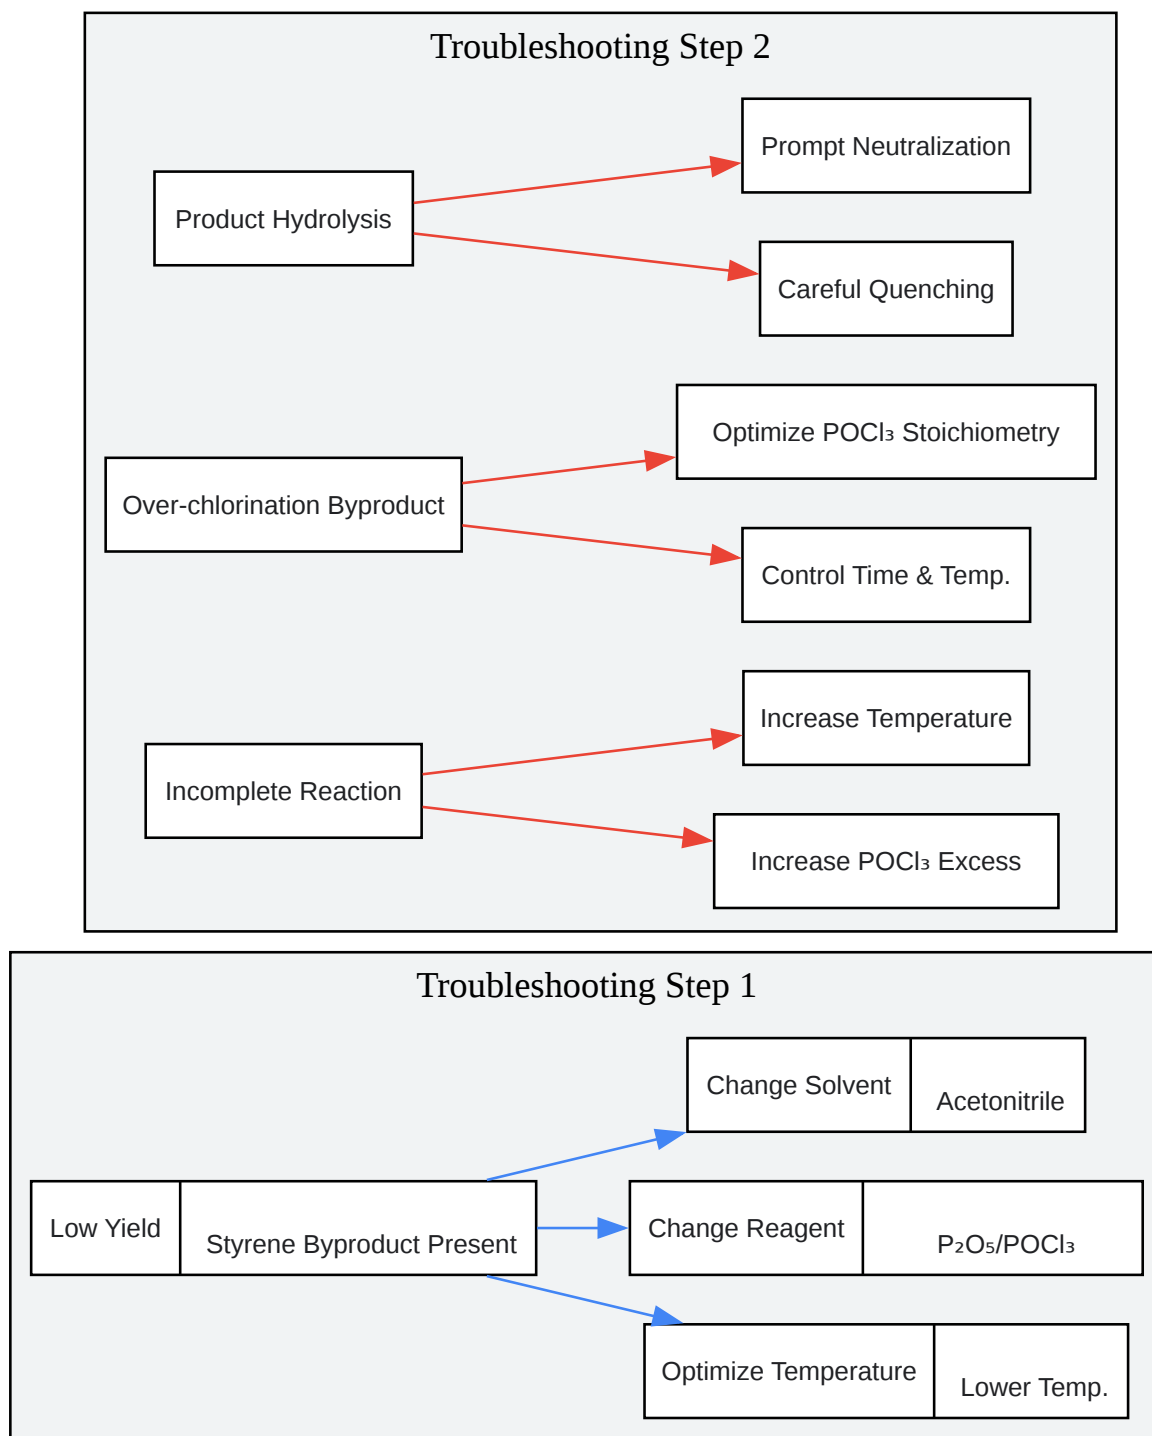 Troubleshooting Step 2
Prompt Neutralization
Product Hydrolysis
Careful Quenching
Optimize POCl₃ Stoichiometry
Over-chlorination Byproduct
Control Time & Temp.
Increase Temperature
Incomplete Reaction
Increase POCl₃ Excess
Troubleshooting Step 1
Change Solvent
Acetonitrile
Low Yield
Styrene Byproduct Present
Change Reagent
P₂O₅/POCl₃
Optimize Temperature
Lower Temp.